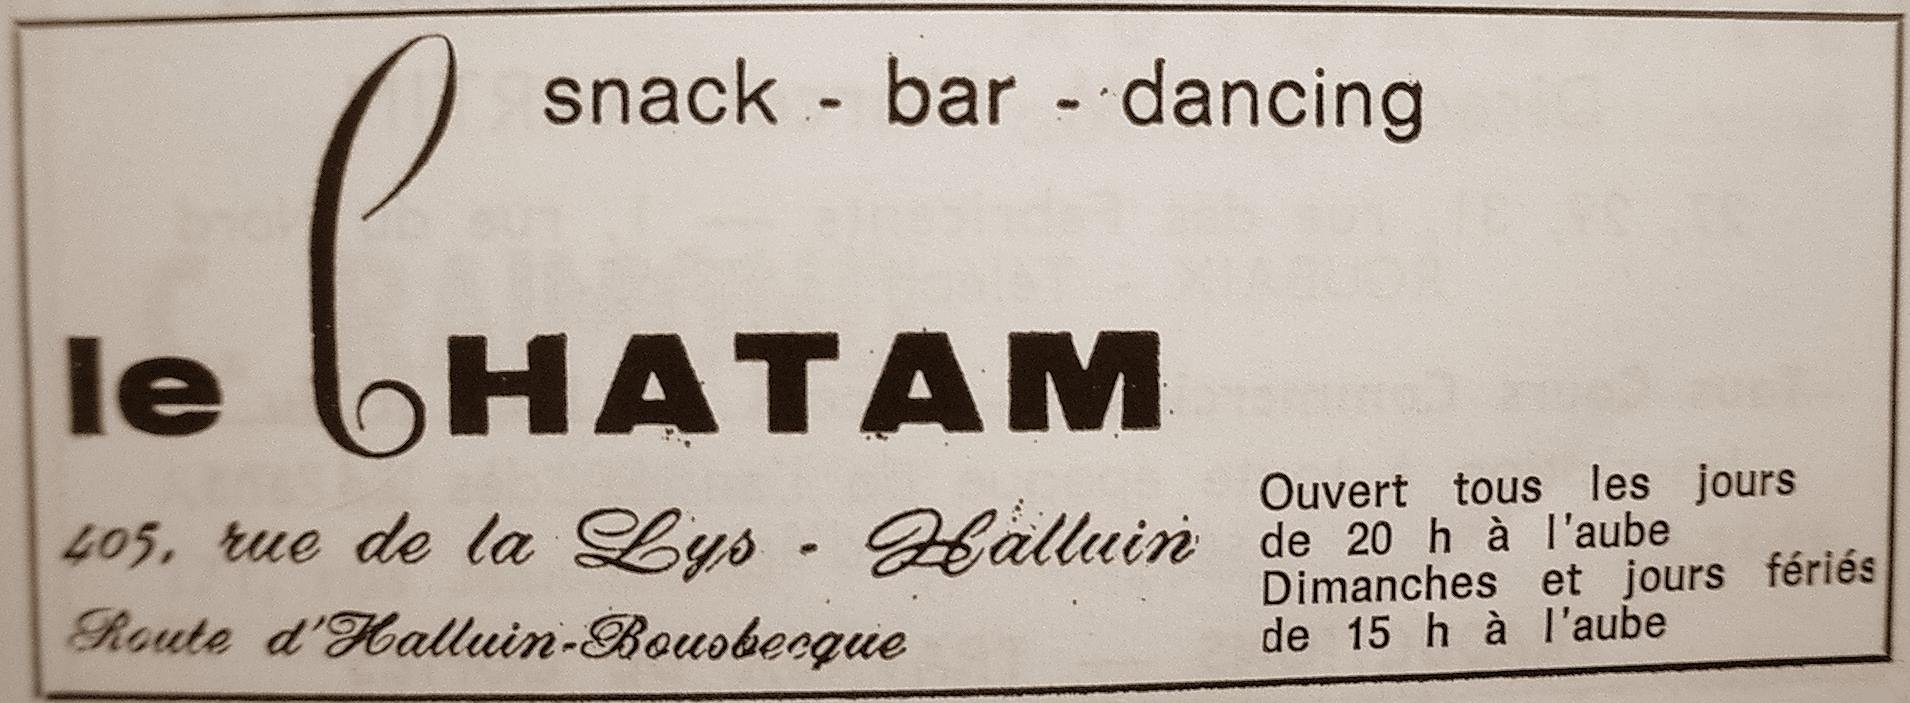 snack - bar - dancing
le CHATAM
405, rue de la Lys - Halluin
Route d'Halluin-Bousbecque
Ouvert tous les jours
de 20 h à l'aube
Dimanches et jours fériés
de 15 h à l'aube